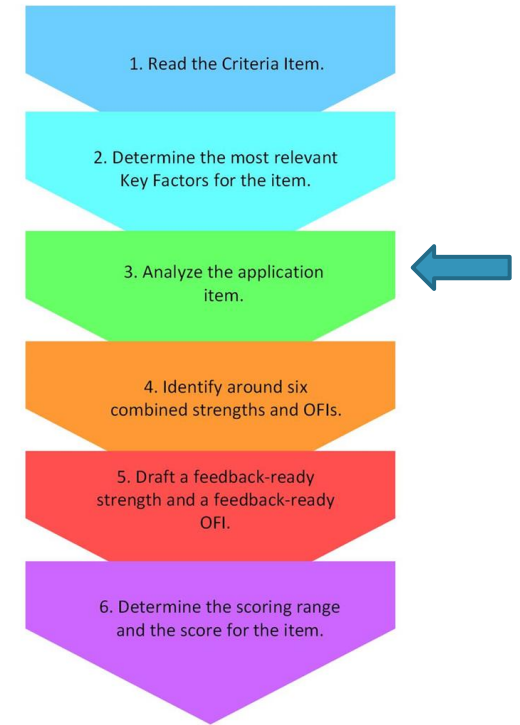 1. Read the Criteria Item.
2. Determine the most relevant
Key Factors for the item.
3. Analyze the application
item.
4. Identify around six
combined strengths and OFIs.
5. Draft a feedback-ready
strength and a feedback-ready
OFI.
6. Determine the scoring range
and the score for the item.